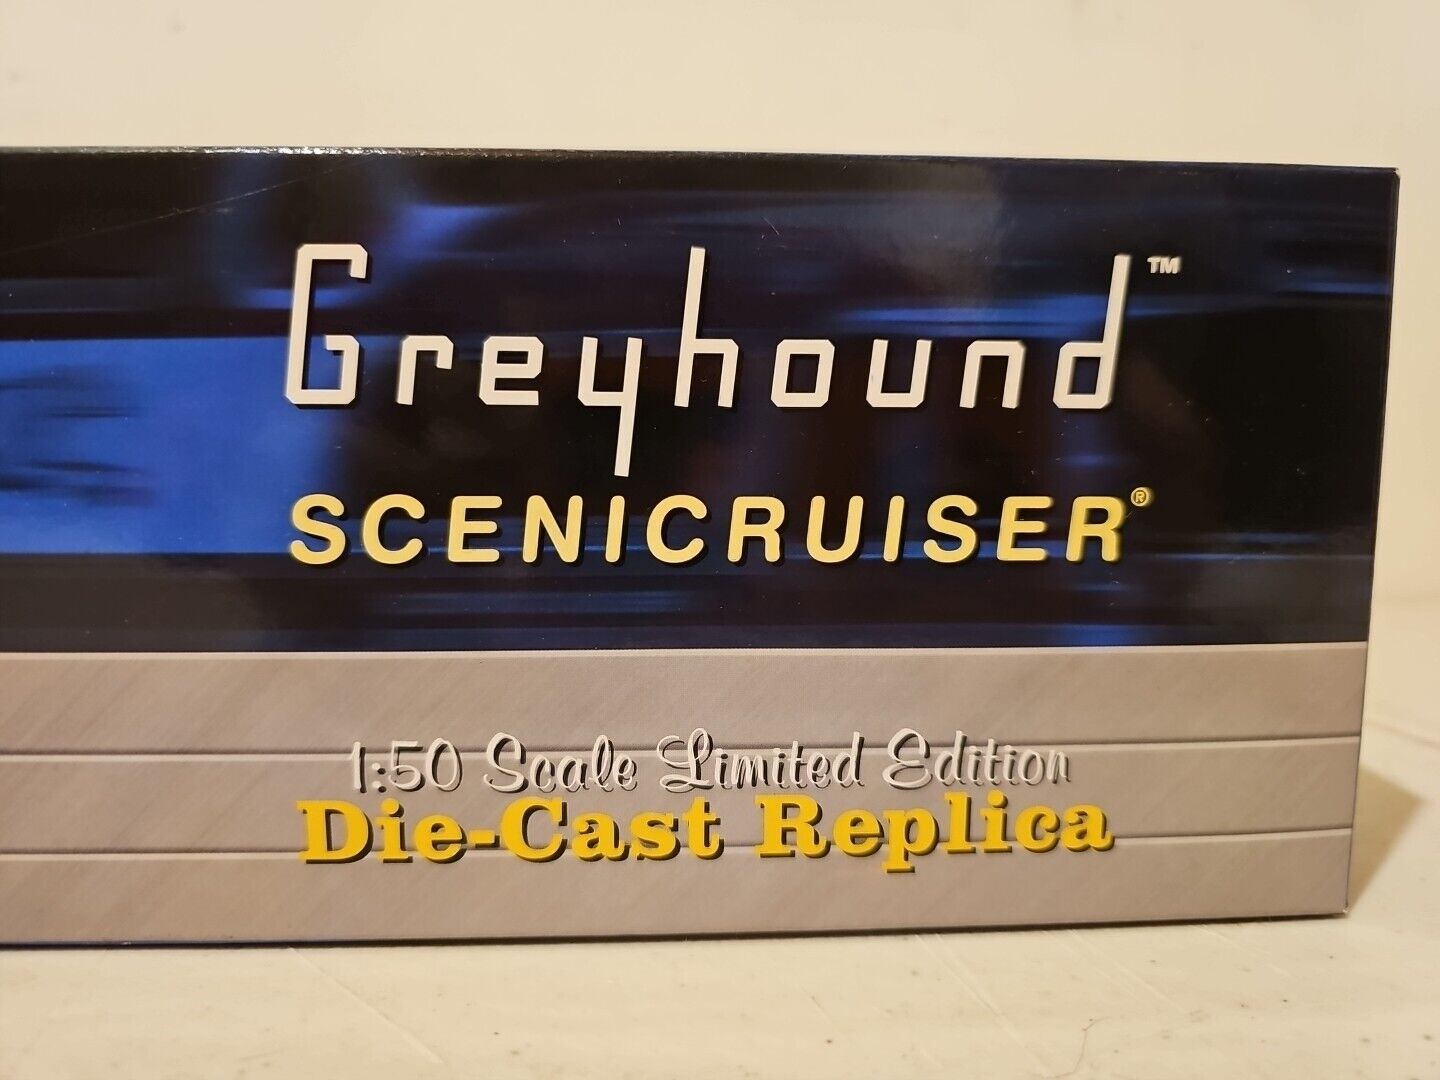 Greyhound™
SCENICRUISER®
1:50 Scale Limited Edition
Die-Cast Replica